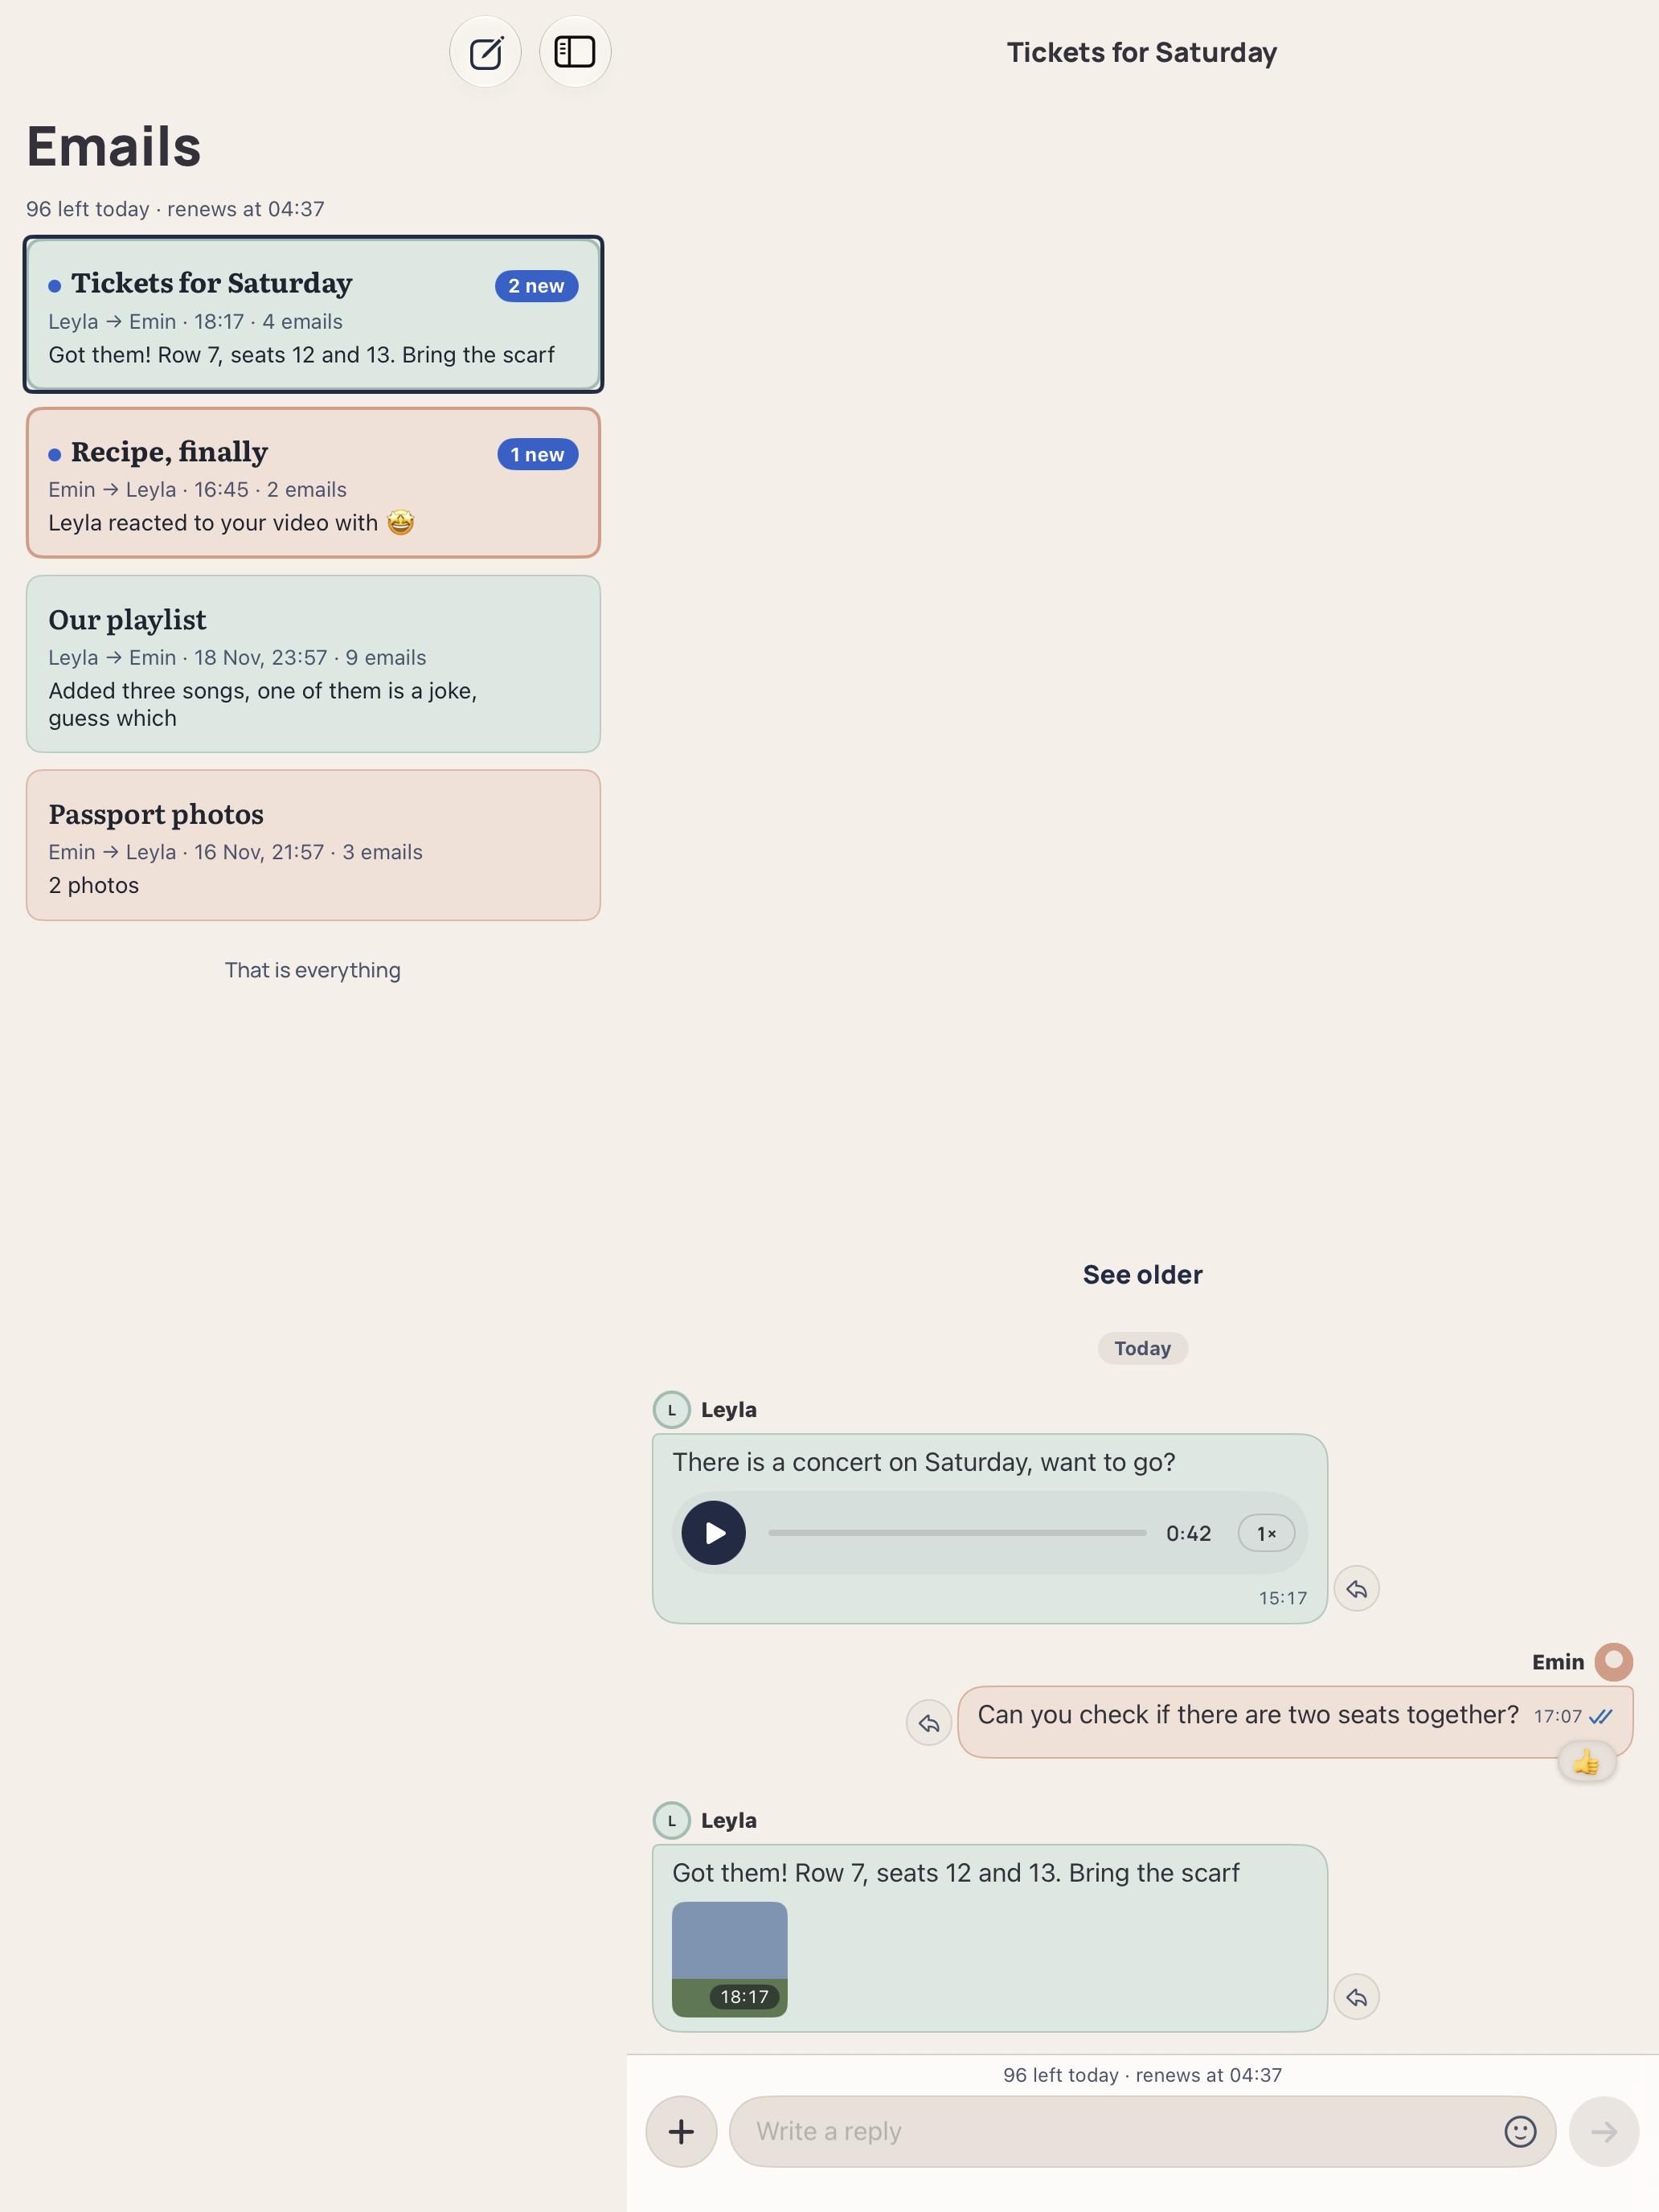 Tickets for Saturday
Emails
96 left today · renews at 04:37
Tickets for Saturday
2 new
Leyla → Emin · 18:17 · 4 emails
Got them! Row 7, seats 12 and 13. Bring the scarf
Recipe, finally
1 new
Emin → Leyla · 16:45 · 2 emails
Leyla reacted to your video with 🤩
Our playlist
Leyla → Emin · 18 Nov, 23:57 · 9 emails
Added three songs, one of them is a joke,
guess which
Passport photos
Emin → Leyla · 16 Nov, 21:57 · 3 emails
2 photos
That is everything
See older
Today
L Leyla
There is a concert on Saturday, want to go?
0:42 1×
15:17
Emin
Can you check if there are two seats together? 17:07
👍
L Leyla
Got them! Row 7, seats 12 and 13. Bring the scarf
18:17
96 left today · renews at 04:37
Write a reply